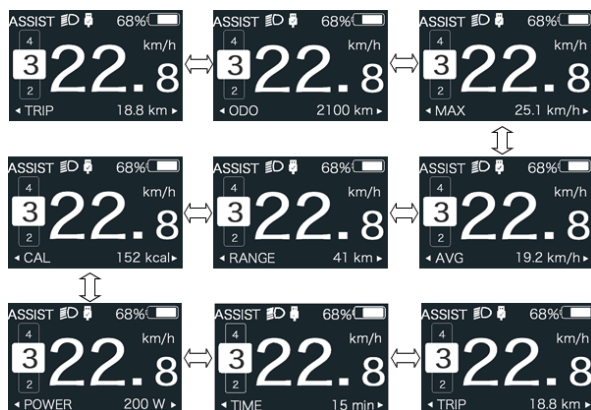 ASSIST 68%
4
3
2
22.8 km/h
TRIP 18.8 km
ASSIST 68%
4
3
2
22.8 km/h
ODO 2100 km
ASSIST 68%
4
3
2
22.8 km/h
MAX 25.1 km/h
ASSIST 68%
4
3
2
22.8 km/h
CAL 152 kcal
ASSIST 68%
4
3
2
22.8 km/h
RANGE 41 km
ASSIST 68%
4
3
2
22.8 km/h
AVG 19.2 km/h
ASSIST 68%
4
3
2
22.8 km/h
POWER 200 W
ASSIST 68%
4
3
2
22.8 km/h
TIME 15 min
ASSIST 68%
4
3
2
22.8 km/h
TRIP 18.8 km